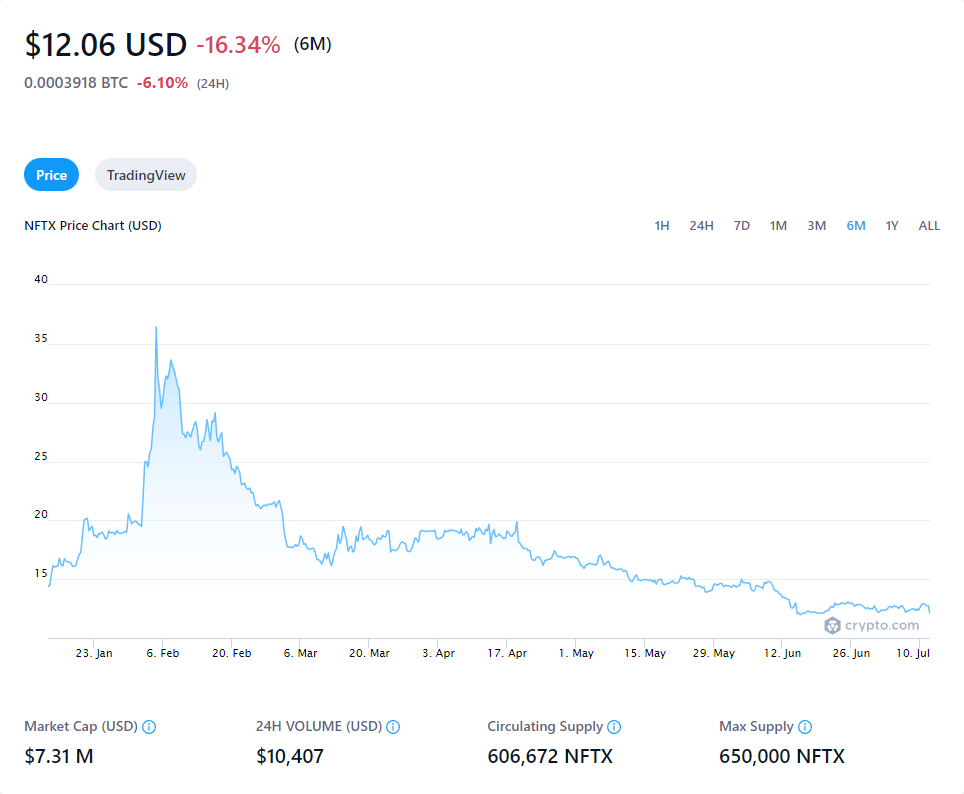 $12.06 USD -16.34% (6M)
0.0003918 BTC -6.10% (24H)
Price TradingView
NFTX Price Chart (USD) 1H 24H 7D 1M 3M 6M 1Y ALL
40
35
30
25
20
15
crypto.com
23. Jan 6. Feb 20. Feb 6. Mar 20. Mar 3. Apr 17. Apr 1. May 15. May 29. May 12. Jun 26. Jun 10. Jul
Market Cap (USD) 24H VOLUME (USD) Circulating Supply Max Supply
$7.31 M $10,407 606,672 NFTX 650,000 NFTX